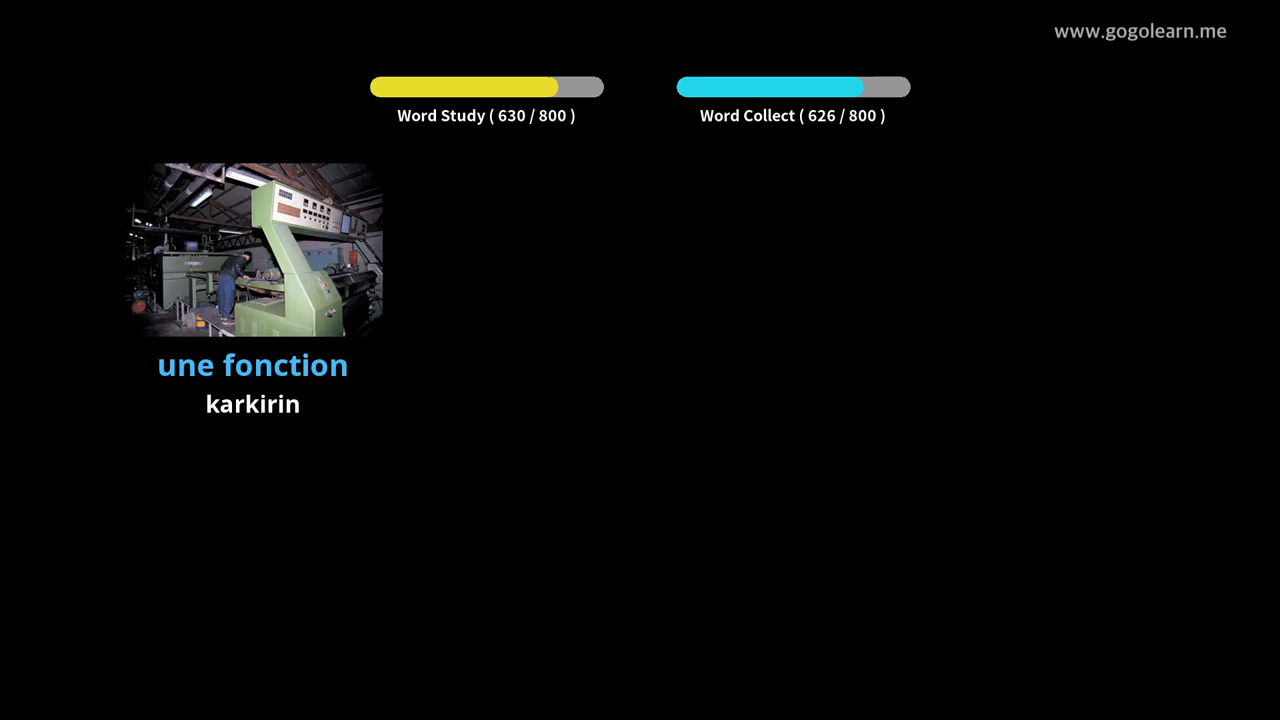 www.gogolearn.me
Word Study ( 630 / 800 )
Word Collect ( 626 / 800 )
une fonction
karkirin